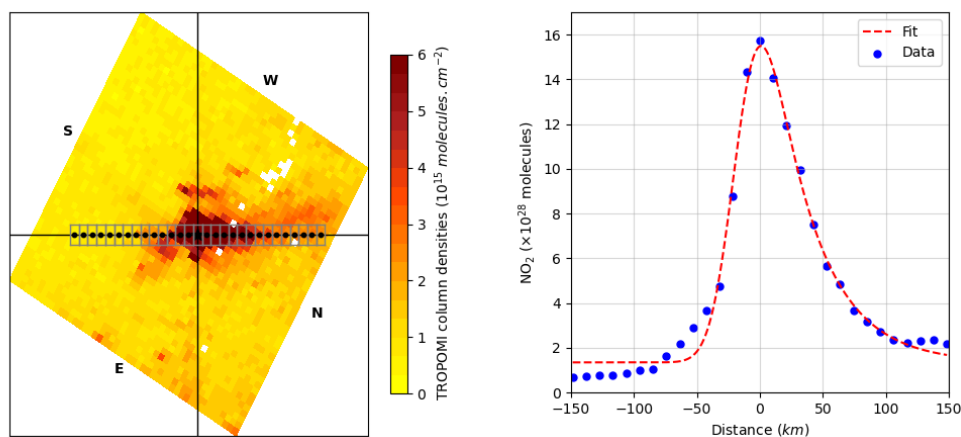 W
S
N
E
6
5
4
3
2
1
0
TROPOMI column densities (10¹⁵ molecules.cm⁻²)
16
14
12
10
8
6
4
2
0
NO₂ (×10²⁸ molecules)
Fit
Data
−150 −100 −50 0 50 100 150
Distance (km)